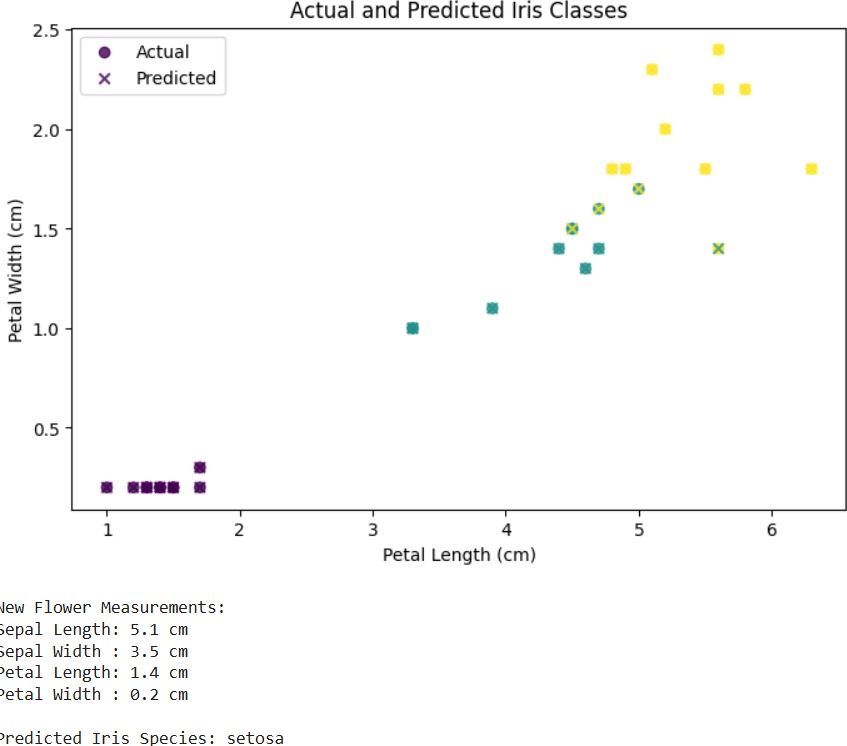 Actual and Predicted Iris Classes
2.5
Actual
Predicted
2.0
1.5
1.0
0.5
Petal Width (cm)
1
2
3
4
5
6
Petal Length (cm)
New Flower Measurements:
Sepal Length: 5.1 cm
Sepal Width : 3.5 cm
Petal Length: 1.4 cm
Petal Width : 0.2 cm
Predicted Iris Species: setosa